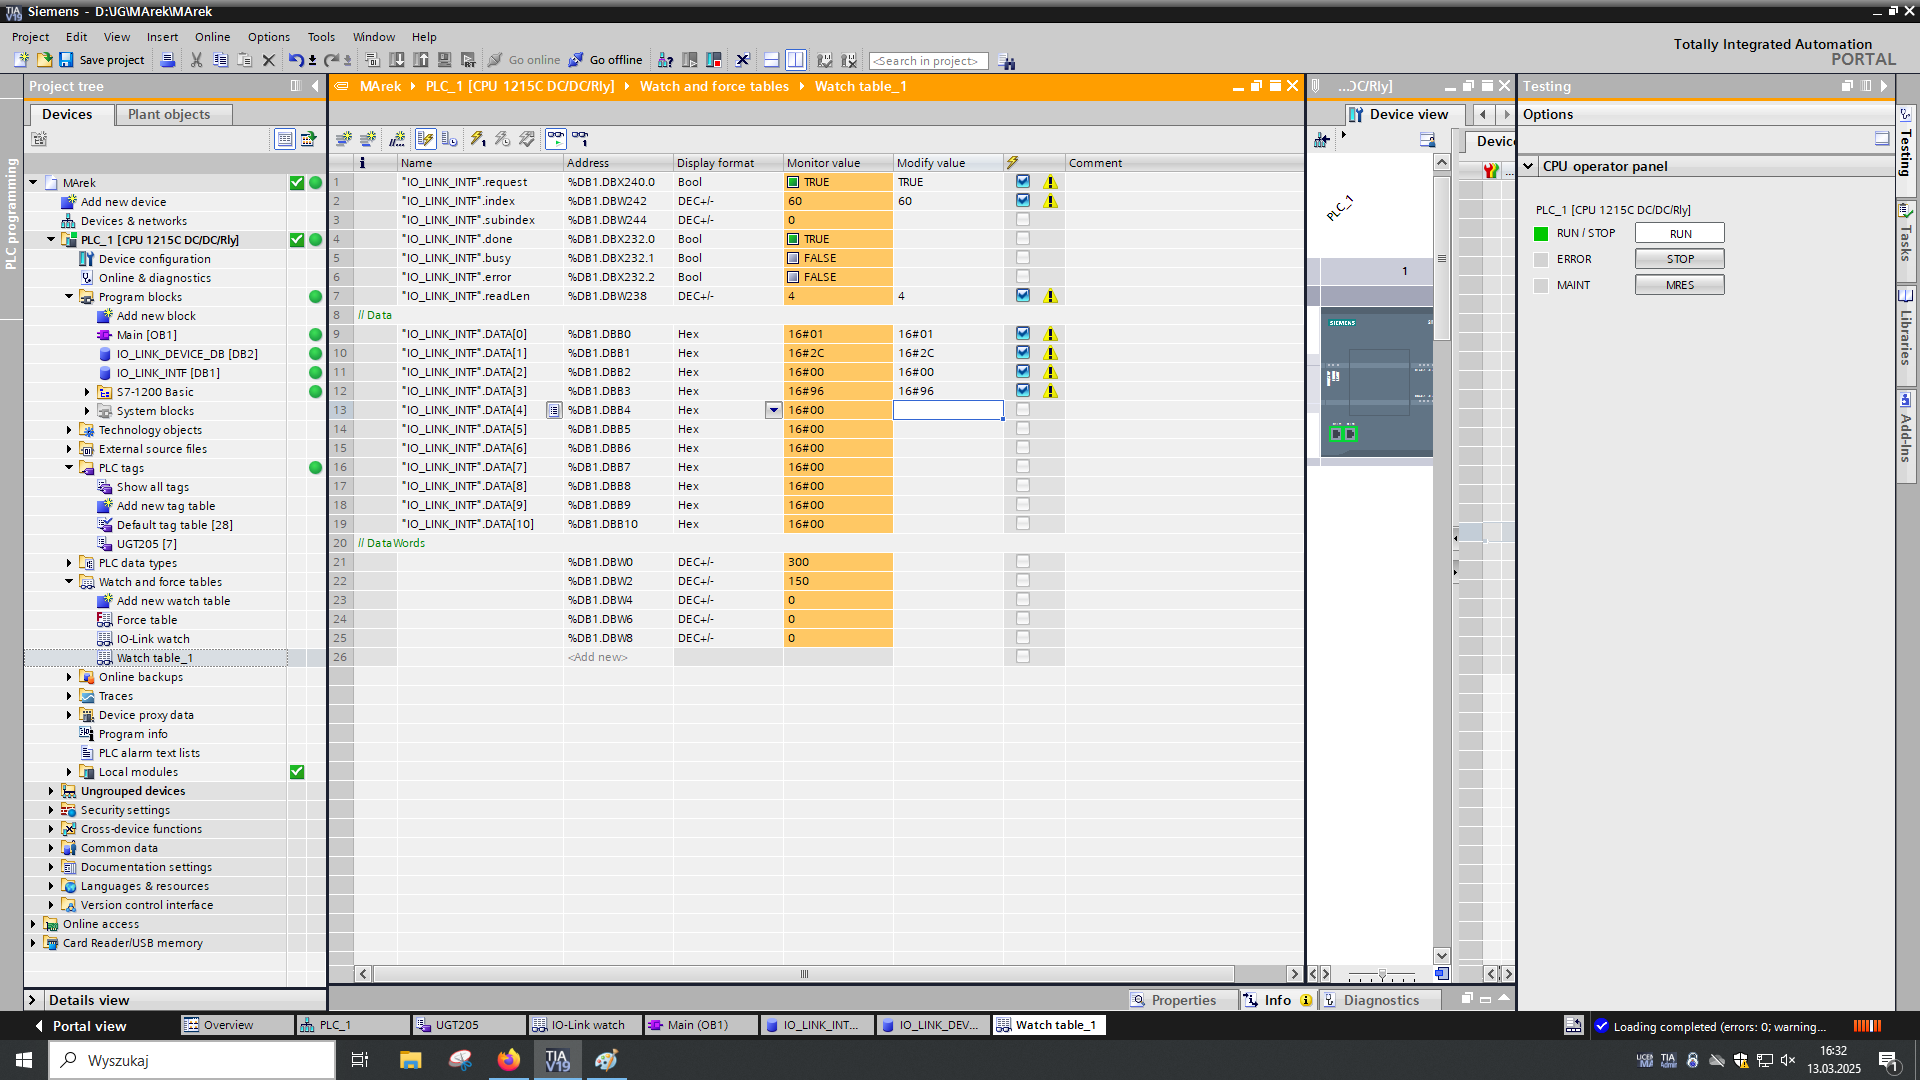 Siemens - D:\JG\MArek\MArek
Project Edit View Insert Online Options Tools Window Help
Save project Go online Go offline <Search in project>
Totally Integrated Automation
PORTAL
PLC programming
Project tree
Devices Plant objects
MArek
Add new device
Devices & networks
PLC_1 [CPU 1215C DC/DC/Rly]
Device configuration
Online & diagnostics
Program blocks
Add new block
Main [OB1]
IO_LINK_DEVICE_DB [DB2]
IO_LINK_INTF [DB1]
S7-1200 Basic
System blocks
Technology objects
External source files
PLC tags
Show all tags
Add new tag table
Default tag table [28]
UGT205 [7]
PLC data types
Watch and force tables
Add new watch table
Force table
IO-Link watch
Watch table_1
Online backups
Traces
Device proxy data
Program info
PLC alarm text lists
Local modules
Ungrouped devices
Security settings
Cross-device functions
Common data
Documentation settings
Languages & resources
Version control interface
Online access
Card Reader/USB memory
Details view
MArek PLC_1 [CPU 1215C DC/DC/Rly] Watch and force tables Watch table_1
i Name Address Display format Monitor value Modify value Comment
1 "IO_LINK_INTF".request %DB1.DBX240.0 Bool TRUE TRUE
2 "IO_LINK_INTF".index %DB1.DBW242 DEC+/- 60 60
3 "IO_LINK_INTF".subindex %DB1.DBW244 DEC+/- 0
4 "IO_LINK_INTF".done %DB1.DBX232.0 Bool TRUE
5 "IO_LINK_INTF".busy %DB1.DBX232.1 Bool FALSE
6 "IO_LINK_INTF".error %DB1.DBX232.2 Bool FALSE
7 "IO_LINK_INTF".readLen %DB1.DBW238 DEC+/- 4 4
8 // Data
9 "IO_LINK_INTF".DATA[0] %DB1.DBB0 Hex 16#01 16#01
10 "IO_LINK_INTF".DATA[1] %DB1.DBB1 Hex 16#2C 16#2C
11 "IO_LINK_INTF".DATA[2] %DB1.DBB2 Hex 16#00 16#00
12 "IO_LINK_INTF".DATA[3] %DB1.DBB3 Hex 16#96 16#96
13 "IO_LINK_INTF".DATA[4] %DB1.DBB4 Hex 16#00
14 "IO_LINK_INTF".DATA[5] %DB1.DBB5 Hex 16#00
15 "IO_LINK_INTF".DATA[6] %DB1.DBB6 Hex 16#00
16 "IO_LINK_INTF".DATA[7] %DB1.DBB7 Hex 16#00
17 "IO_LINK_INTF".DATA[8] %DB1.DBB8 Hex 16#00
18 "IO_LINK_INTF".DATA[9] %DB1.DBB9 Hex 16#00
19 "IO_LINK_INTF".DATA[10] %DB1.DBB10 Hex 16#00
20 // DataWords
21 %DB1.DBW0 DEC+/- 300
22 %DB1.DBW2 DEC+/- 150
23 %DB1.DBW4 DEC+/- 0
24 %DB1.DBW6 DEC+/- 0
25 %DB1.DBW8 DEC+/- 0
26 <Add new>
...DC/Rly]
Device view
Devic
...
PLC_1
1
SIEMENS
Testing
Options
CPU operator panel
PLC_1 [CPU 1215C DC/DC/Rly]
RUN / STOP RUN
ERROR STOP
MAINT MRES
Testing
Tasks
Libraries
Add-Ins
Properties Info Diagnostics
Portal view Overview PLC_1 UGT205 IO-Link watch Main (OB1) IO_LINK_INT... IO_LINK_DEV... Watch table_1
Loading completed (errors: 0; warning...
Wyszukaj
TIA V19
16:32
13.03.2025
1